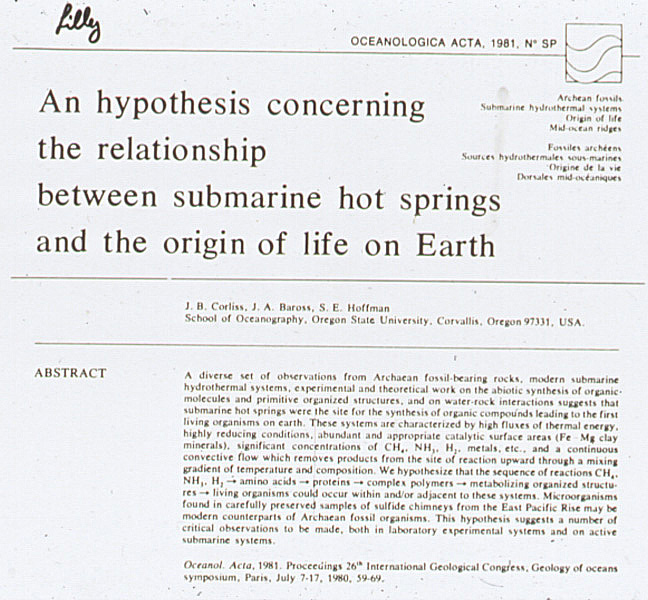 Lilly
OCEANOLOGICA ACTA, 1981, N° SP
Archean fossils
Submarine hydrothermal systems
Origin of life
Mid-ocean ridges
Fossiles archéens
Sources hydrothermales sous-marines
Origine de la vie
Dorsales mid-océaniques
An hypothesis concerning
the relationship
between submarine hot springs
and the origin of life on Earth
J. B. Corliss, J. A. Baross, S. E. Hoffman
School of Oceanography, Oregon State University, Corvallis, Oregon 97331, USA.
ABSTRACT
A diverse set of observations from Archaean fossil-bearing rocks, modern submarine
hydrothermal systems, experimental and theoretical work on the abiotic synthesis of organic-
molecules and primitive organized structures, and on water-rock interactions suggests that
submarine hot springs were the site for the synthesis of organic compounds leading to the first
living organisms on earth. These systems are characterized by high fluxes of thermal energy,
highly reducing conditions, abundant and appropriate catalytic surface areas (Fe-Mg clay
minerals), significant concentrations of CH₄, NH₃, H₂, metals, etc., and a continuous
convective flow which removes products from the site of reaction upward through a mixing
gradient of temperature and composition. We hypothesize that the sequence of reactions CH₄,
NH₃, H₂ → amino acids → proteins → complex polymers → metabolizing organized structu-
res → living organisms could occur within and/or adjacent to these systems. Microorganisms
found in carefully preserved samples of sulfide chimneys from the East Pacific Rise may be
modern counterparts of Archaean fossil organisms. This hypothesis suggests a number of
critical observations to be made, both in laboratory experimental systems and on active
submarine systems.
Oceanol. Acta, 1981. Proceedings 26th International Geological Congress, Geology of oceans
symposium, Paris, July 7-17, 1980, 59-69.